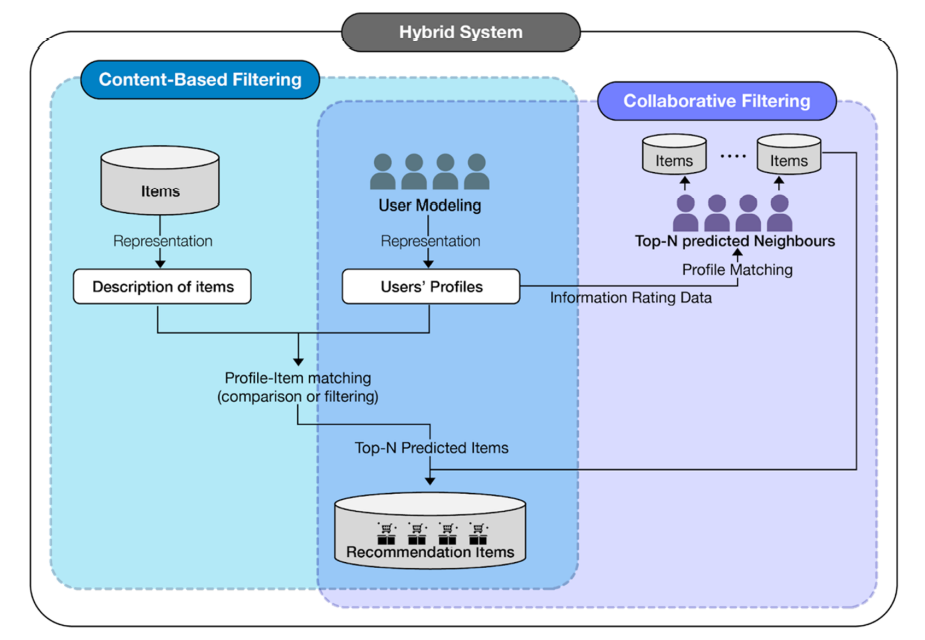 Hybrid System
Content-Based Filtering
Collaborative Filtering
Items
User Modeling
Items
....
Items
Top-N predicted Neighbours
Representation
Representation
Profile Matching
Description of items
Users' Profiles
Information Rating Data
Profile-Item matching
(comparison or filtering)
Top-N Predicted Items
Recommendation Items